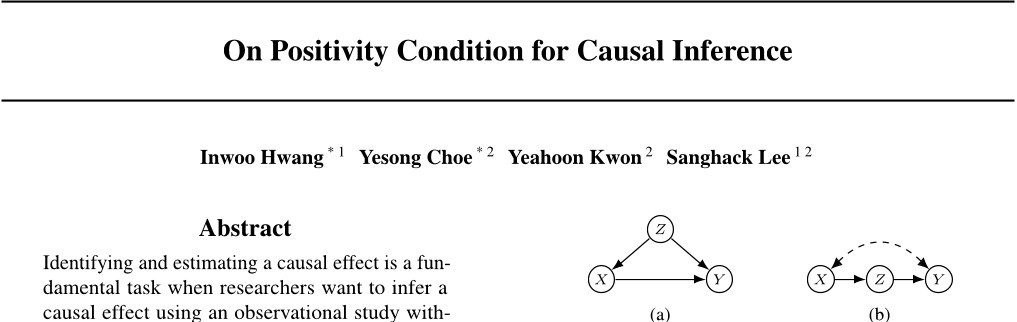 On Positivity Condition for Causal Inference
Inwoo Hwang * 1 Yesong Choe * 2 Yeahoon Kwon 2 Sanghack Lee 1 2
Abstract
Identifying and estimating a causal effect is a fun-
damental task when researchers want to infer a
causal effect using an observational study with-
Z
X Y
(a)
X Z Y
(b)